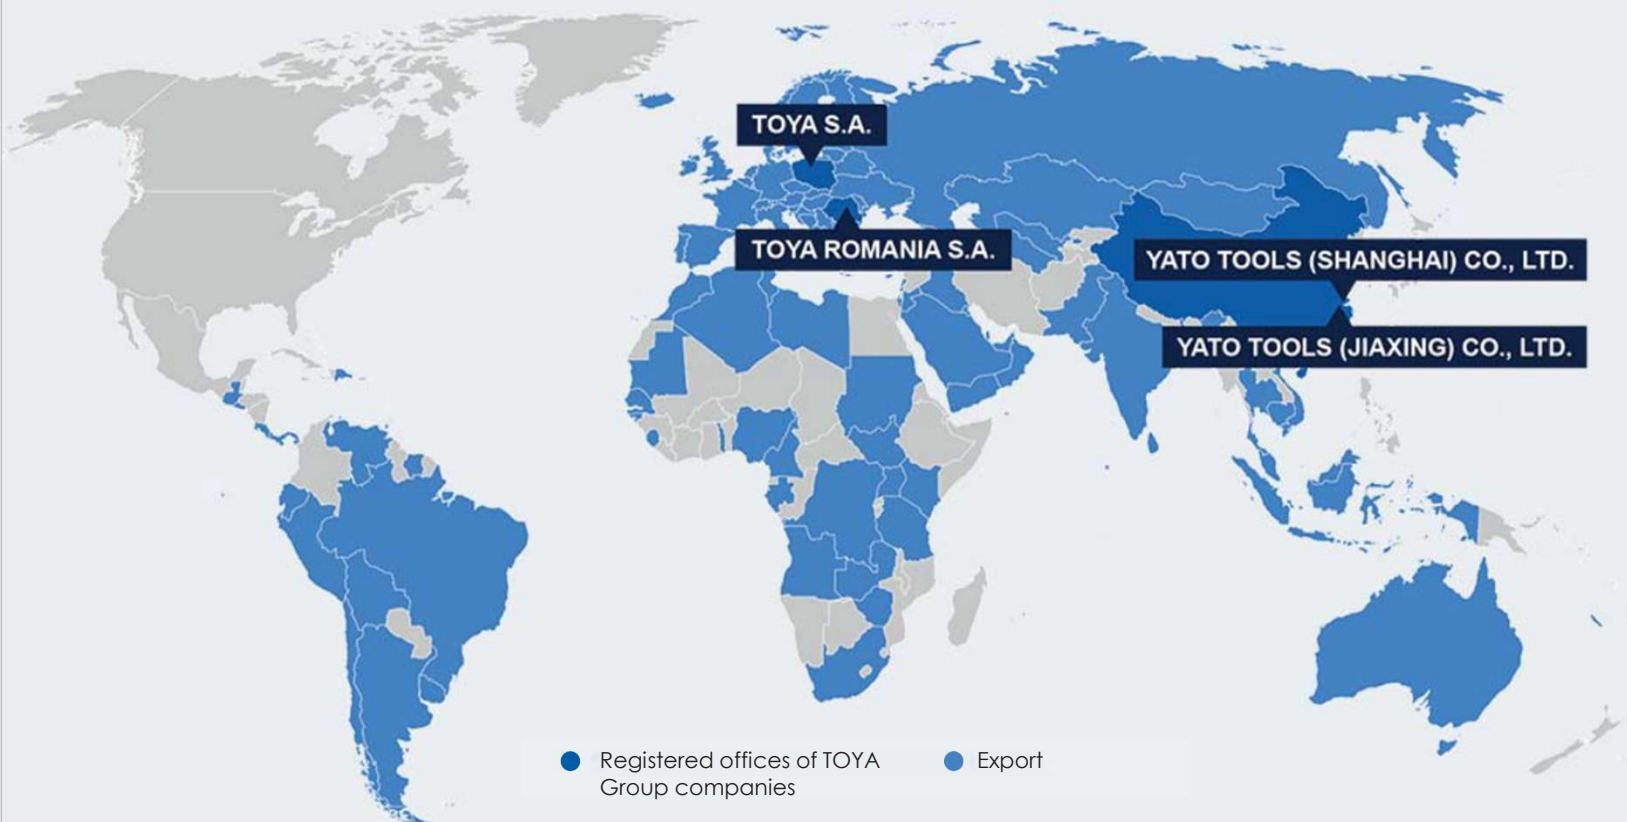 TOYA S.A.
TOYA ROMANIA S.A.
YATO TOOLS (SHANGHAI) CO., LTD.
YATO TOOLS (JIAXING) CO., LTD.
Registered offices of TOYA
Group companies
Export